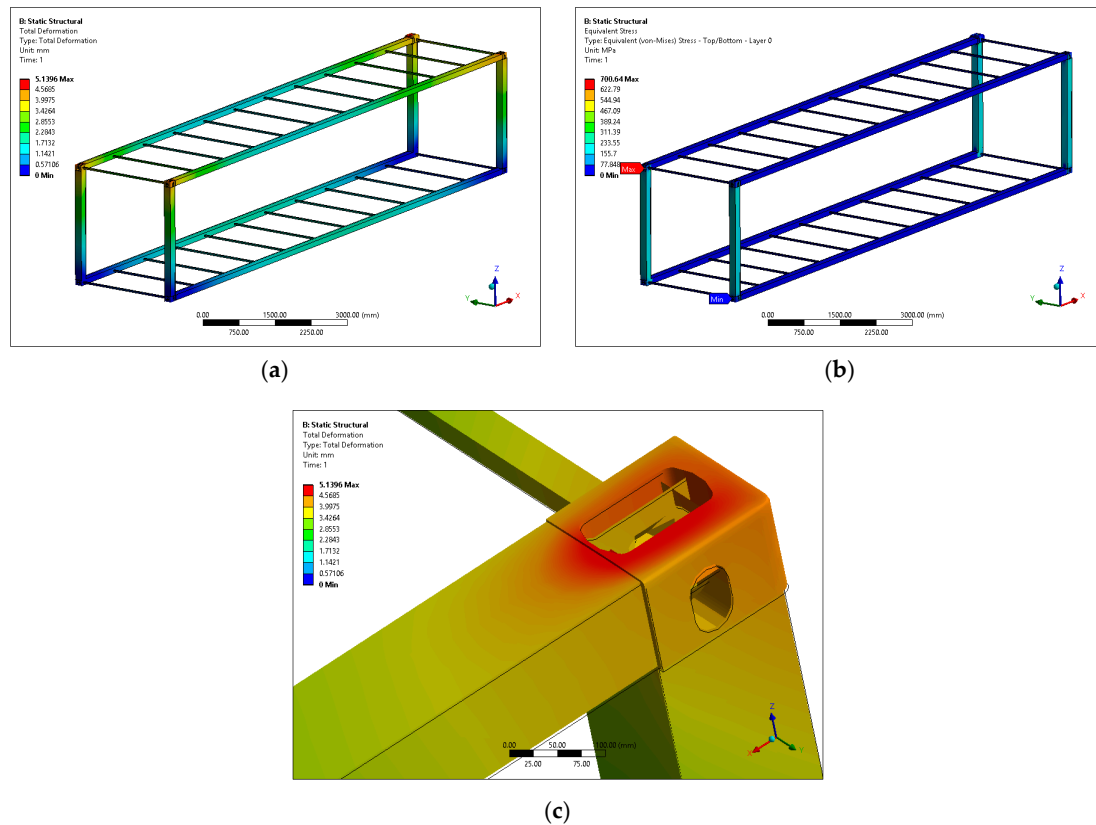 B: Static Structural
Total Deformation
Type: Total Deformation
Unit: mm
Time: 1
5.1396 Max
4.5685
3.9975
3.4264
2.8553
2.2843
1.7132
1.1421
0.57106
0 Min
Z
Y
X
0.00 1500.00 3000.00 (mm)
750.00 2250.00
(a)
B: Static Structural
Equivalent Stress
Type: Equivalent (von-Mises) Stress - Top/Bottom - Layer 0
Unit: MPa
Time: 1
700.64 Max
622.79
544.94
467.09
389.24
311.39
233.55
155.7
77.848
0 Min
Max
Min
Z
Y
X
0.00 1500.00 3000.00 (mm)
750.00 2250.00
(b)
B: Static Structural
Total Deformation
Type: Total Deformation
Unit: mm
Time: 1
5.1396 Max
4.5685
3.9975
3.4264
2.8553
2.2843
1.7132
1.1421
0.57106
0 Min
Z
X
Y
0.00 50.00 100.00 (mm)
25.00 75.00
(c)